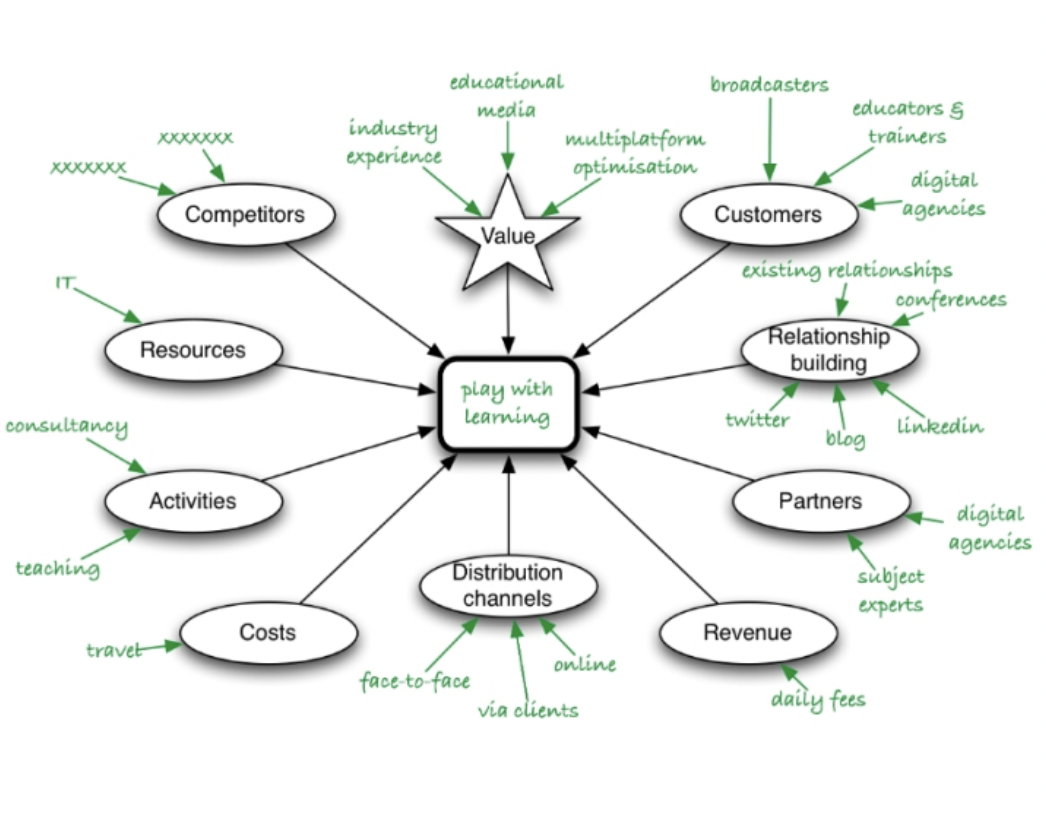 educational
media
industry
experience
multiplatform
optimisation
Value
broadcasters
educators &
trainers
digital
agencies
Customers
xxxxxxx
xxxxxxx
Competitors
IT
Resources
existing relationships
conferences
Relationship
building
twitter
blog
linkedin
play with
learning
consultancy
Activities
teaching
Partners
digital
agencies
subject
experts
travel
Costs
Distribution
channels
face-to-face
via clients
online
Revenue
daily fees